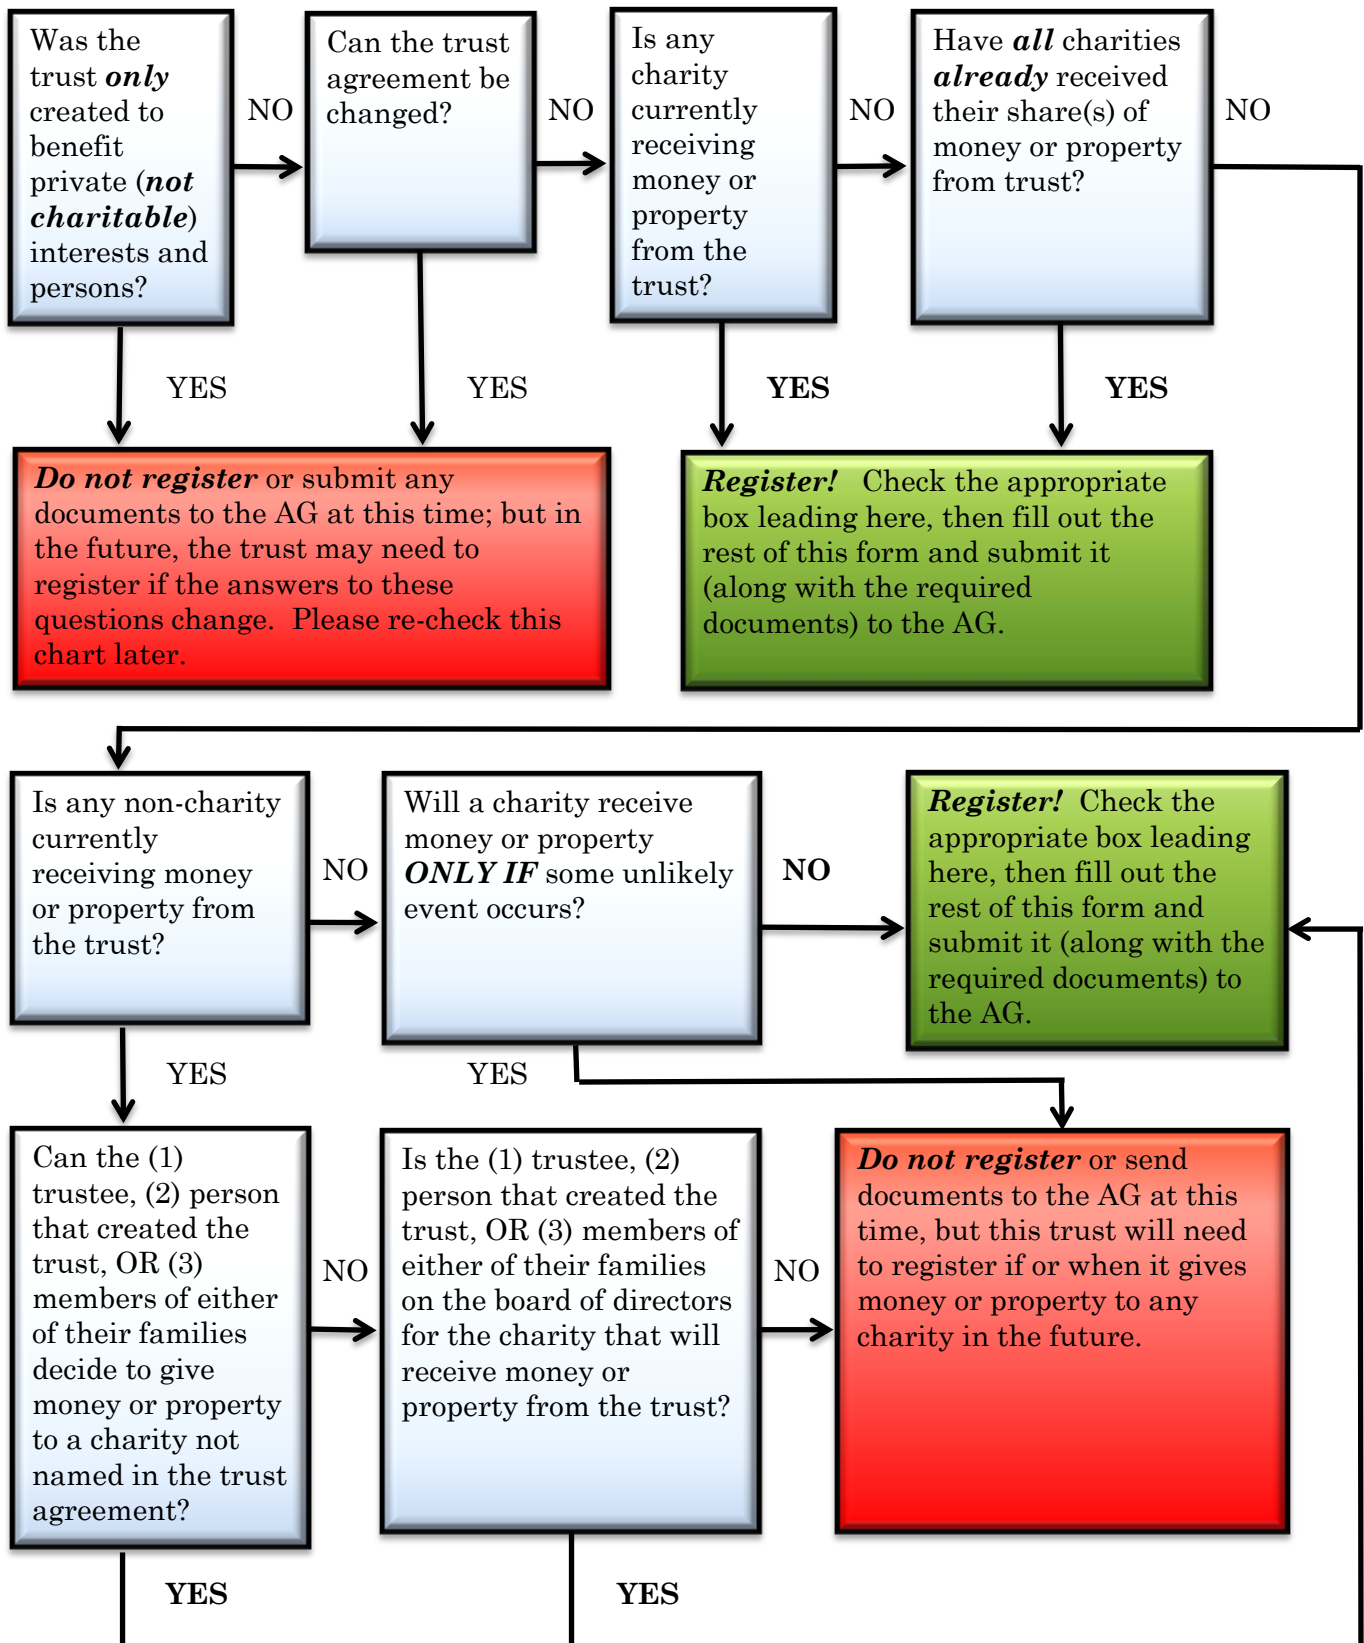 Was the
trust only
created to
benefit
private (not
charitable)
interests and
persons?
NO
Can the trust
agreement be
changed?
NO
Is any
charity
currently
receiving
money or
property
from the
trust?
NO
Have all charities
already received
their share(s) of
money or property
from trust?
NO
YES
YES
YES
YES
Do not register or submit any
documents to the AG at this time; but in
the future, the trust may need to
register if the answers to these
questions change.  Please re-check this
chart later.
Register!   Check the appropriate
box leading here, then fill out the
rest of this form and submit it
(along with the required
documents) to the AG.
Is any non-charity
currently
receiving money
or property from
the trust?
NO
Will a charity receive
money or property
ONLY IF some unlikely
event occurs?
NO
Register!  Check the
appropriate box leading
here, then fill out the
rest of this form and
submit it (along with the
required documents) to
the AG.
YES
YES
Can the (1)
trustee, (2) person
that created the
trust, OR (3)
members of either
of their families
decide to give
money or property
to a charity not
named in the trust
agreement?
NO
Is the (1) trustee, (2)
person that created the
trust, OR (3) members of
either of their families
on the board of directors
for the charity that will
receive money or
property from the trust?
NO
Do not register or send
documents to the AG at this
time, but this trust will need
to register if or when it gives
money or property to any
charity in the future.
YES
YES